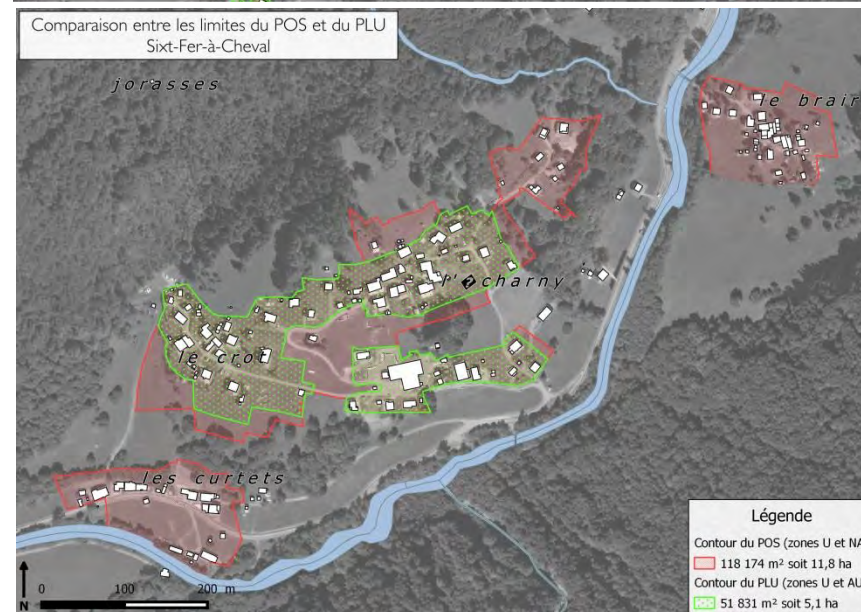 Comparaison entre les limites du POS et du PLU
Sixt-Fer-à-Cheval
jorasses
le brair
l'�charny
le crot
les curtets
N
0 100 200 m
Légende
Contour du POS (zones U et NA
118 174 m² soit 11,8 ha
Contour du PLU (zones U et AU
51 831 m² soit 5,1 ha